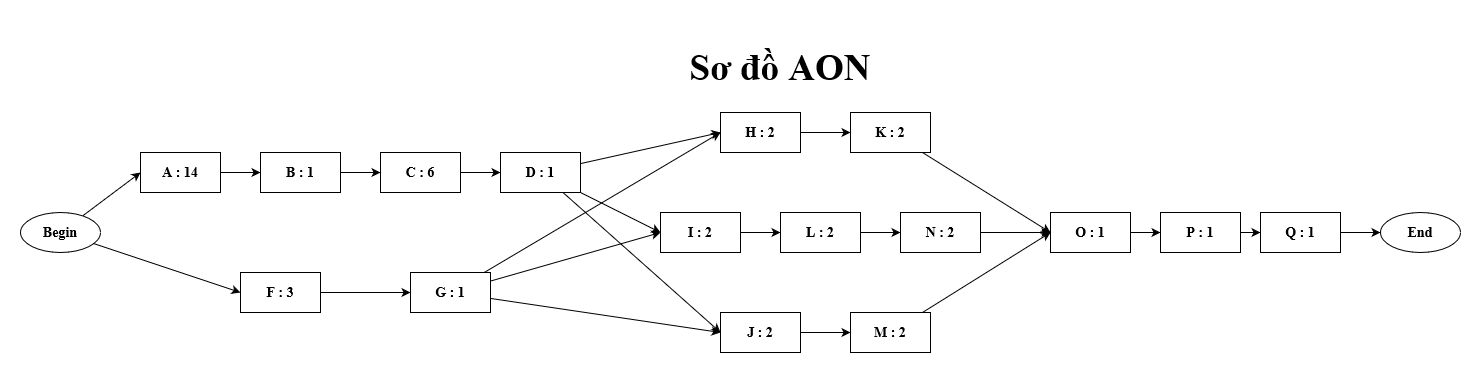 Sơ đồ AON
H : 2
K : 2
A : 14
B : 1
C : 6
D : 1
Begin
I : 2
L : 2
N : 2
O : 1
P : 1
Q : 1
End
F : 3
G : 1
J : 2
M : 2